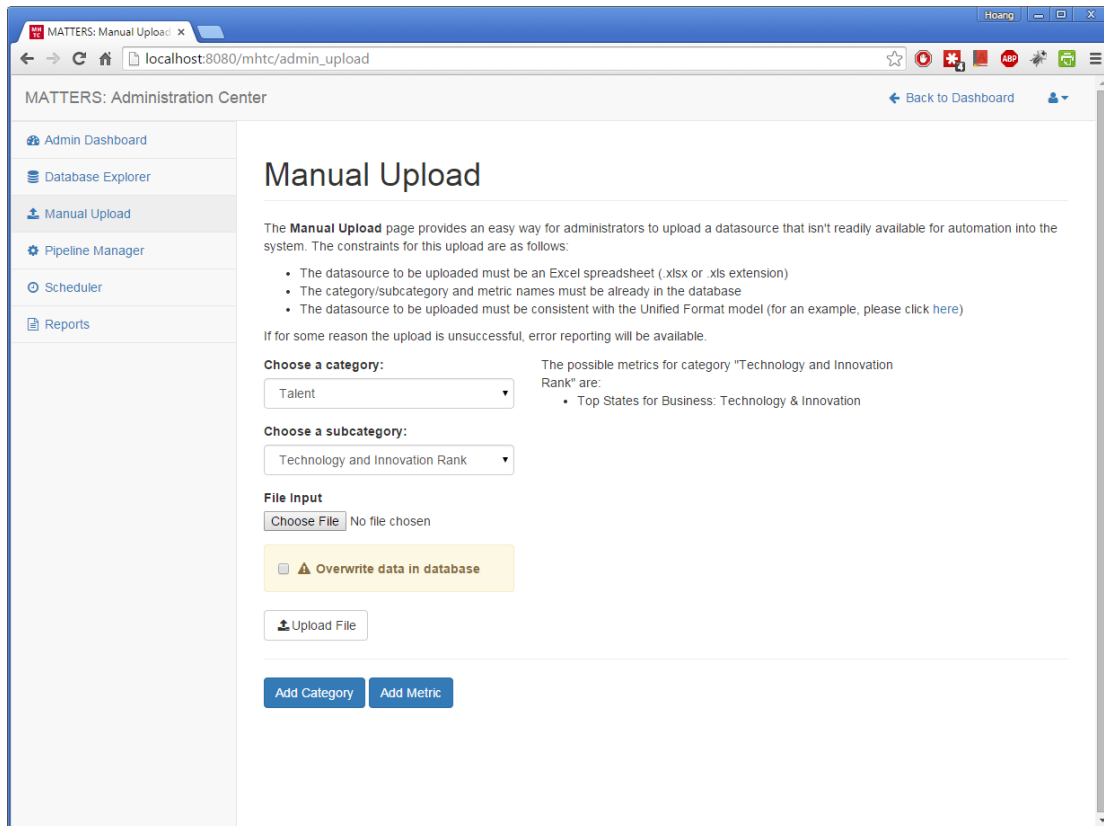 Hoang
MH
TC
MATTERS: Manual Upload
localhost:8080/mhtc/admin_upload
4
ABP
MATTERS: Administration Center
Back to Dashboard
Admin Dashboard
Database Explorer
Manual Upload
Pipeline Manager
Scheduler
Reports
Manual Upload
The Manual Upload page provides an easy way for administrators to upload a datasource that isn't readily available for automation into the
system. The constraints for this upload are as follows:
• The datasource to be uploaded must be an Excel spreadsheet (.xlsx or .xls extension)
• The category/subcategory and metric names must be already in the database
• The datasource to be uploaded must be consistent with the Unified Format model (for an example, please click here)
If for some reason the upload is unsuccessful, error reporting will be available.
Choose a category:
Talent
Choose a subcategory:
Technology and Innovation Rank
File Input
Choose File No file chosen
Overwrite data in database
Upload File
The possible metrics for category "Technology and Innovation
Rank" are:
• Top States for Business: Technology & Innovation
Add Category Add Metric